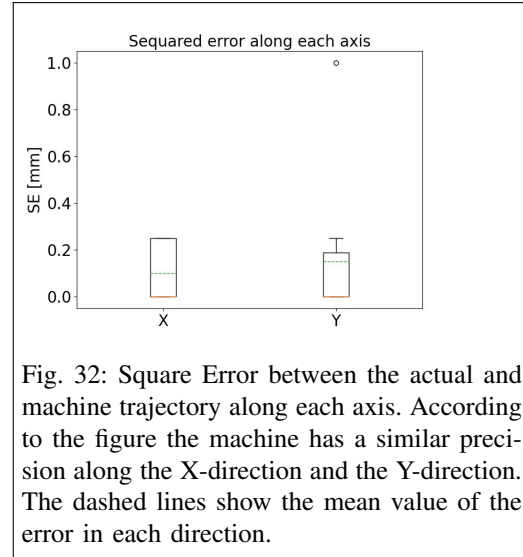 Sequared error along each axis
1.0
0.8
0.6
0.4
0.2
0.0
SE [mm]
X Y
Fig. 32: Square Error between the actual and
machine trajectory along each axis. According
to the figure the machine has a similar preci-
sion along the X-direction and the Y-direction.
The dashed lines show the mean value of the
error in each direction.